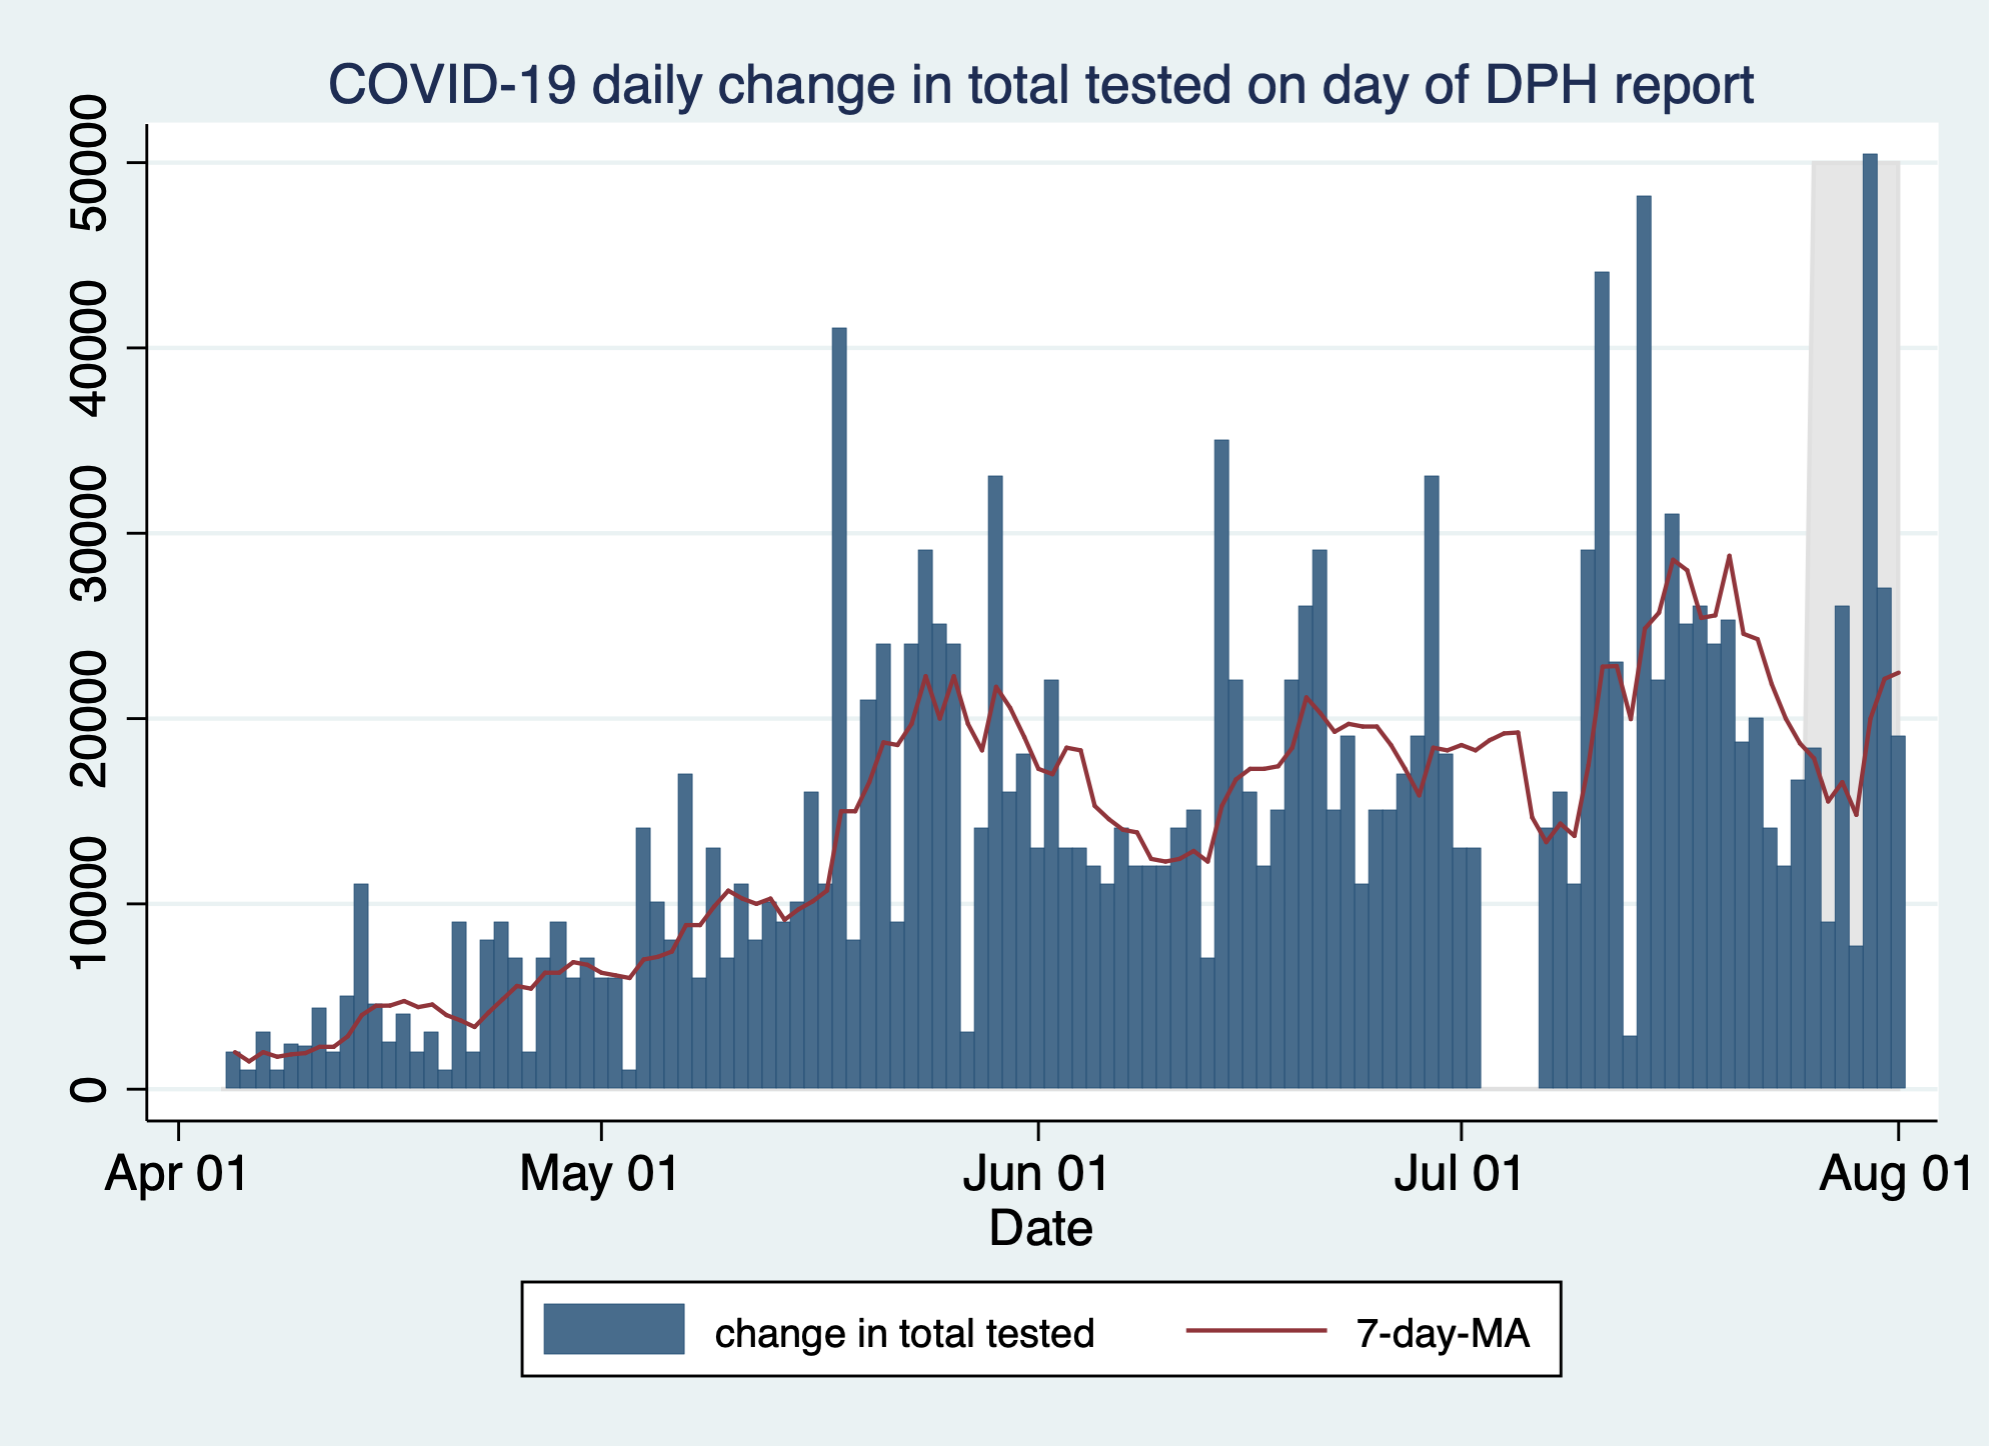 COVID-19 daily change in total tested on day of DPH report
50000
40000
30000
20000
10000
0
Apr 01 May 01 Jun 01 Jul 01 Aug 01
Date
change in total tested 7-day-MA